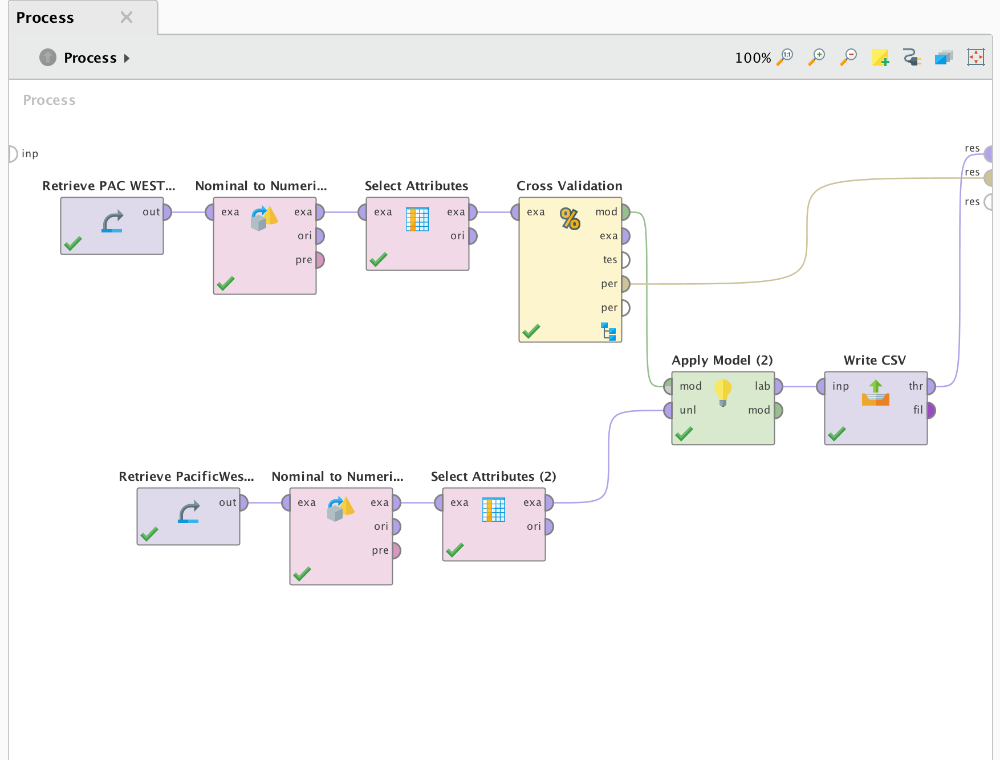 Process
Process
100%
1:1
Process
inp
res
res
res
Retrieve PAC WEST...
out
Nominal to Numeri...
exa exa
ori
pre
Select Attributes
exa exa
ori
Cross Validation
exa mod
exa
tes
per
per
Apply Model (2)
mod lab
unl mod
Write CSV
inp thr
fil
Retrieve PacificWes...
out
Nominal to Numeri...
exa exa
ori
pre
Select Attributes (2)
exa exa
ori